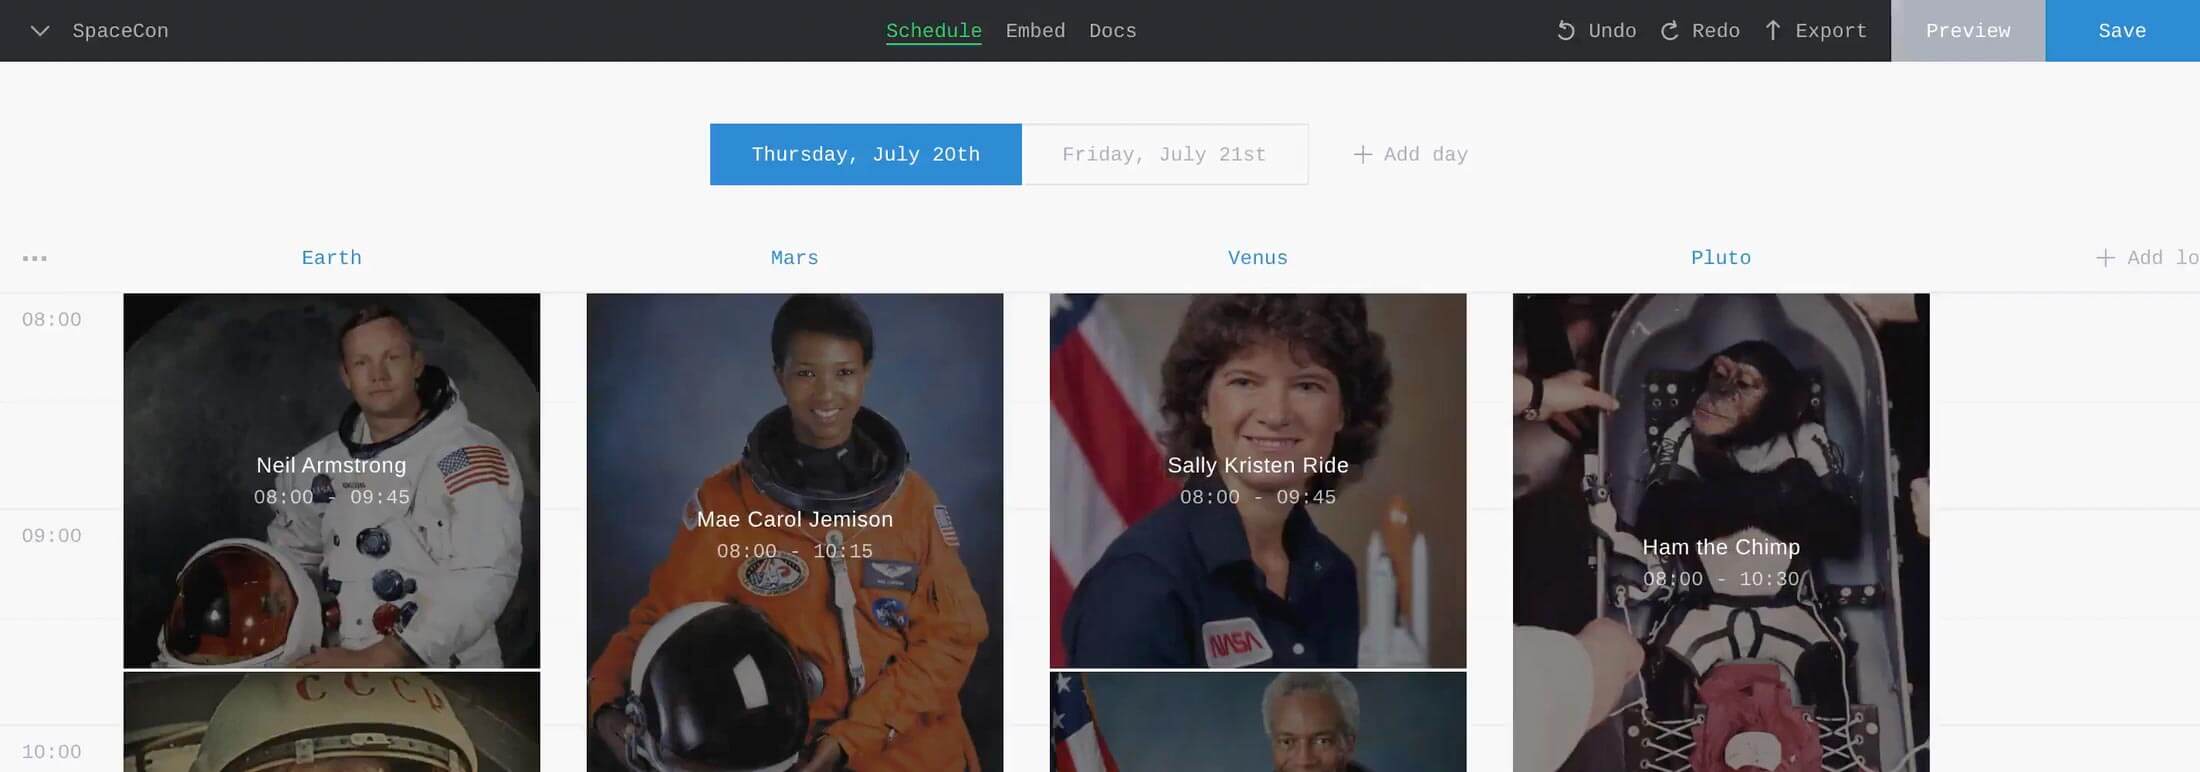 SpaceCon
Schedule Embed Docs
Undo Redo Export Preview Save
Thursday, July 20th
Friday, July 21st
+ Add day
...
Earth
Mars
Venus
Pluto
+ Add lo
08:00
09:00
10:00
Neil Armstrong
08:00 - 09:45
CCCP
Mae Carol Jemison
08:00 - 10:15
Sally Kristen Ride
08:00 - 09:45
NASA
Ham the Chimp
08:00 - 10:30